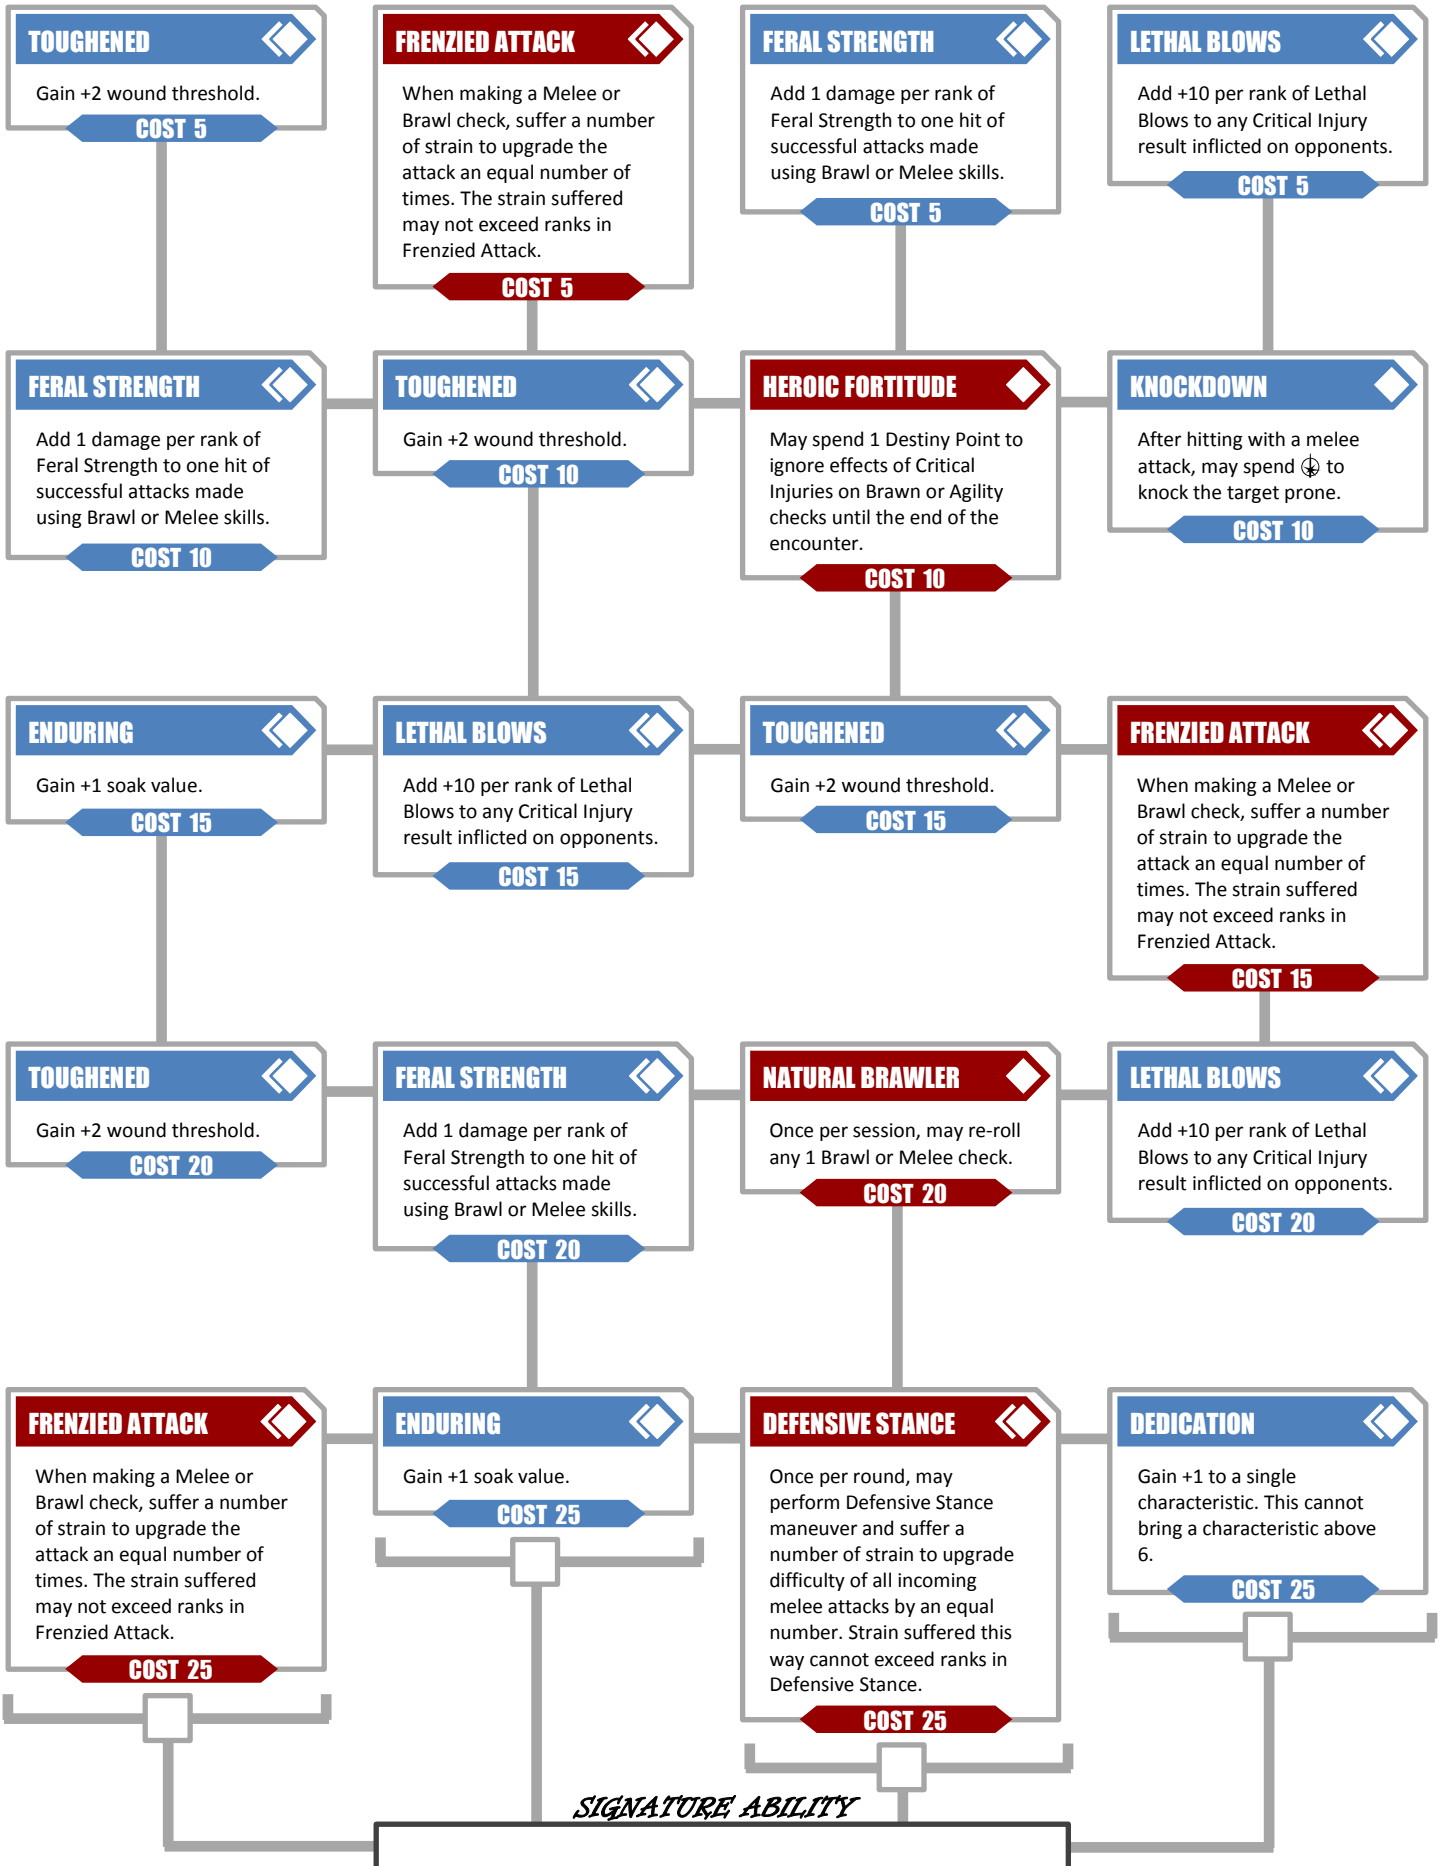 TOUGHENED
Gain +2 wound threshold.
COST 5
FRENZIED ATTACK
When making a Melee or
Brawl check, suffer a number
of strain to upgrade the
attack an equal number of
times. The strain suffered
may not exceed ranks in
Frenzied Attack.
COST 5
FERAL STRENGTH
Add 1 damage per rank of
Feral Strength to one hit of
successful attacks made
using Brawl or Melee skills.
COST 5
LETHAL BLOWS
Add +10 per rank of Lethal
Blows to any Critical Injury
result inflicted on opponents.
COST 5
FERAL STRENGTH
Add 1 damage per rank of
Feral Strength to one hit of
successful attacks made
using Brawl or Melee skills.
COST 10
TOUGHENED
Gain +2 wound threshold.
COST 10
HEROIC FORTITUDE
May spend 1 Destiny Point to
ignore effects of Critical
Injuries on Brawn or Agility
checks until the end of the
encounter.
COST 10
KNOCKDOWN
After hitting with a melee
attack, may spend to
knock the target prone.
COST 10
ENDURING
Gain +1 soak value.
COST 15
LETHAL BLOWS
Add +10 per rank of Lethal
Blows to any Critical Injury
result inflicted on opponents.
COST 15
TOUGHENED
Gain +2 wound threshold.
COST 15
FRENZIED ATTACK
When making a Melee or
Brawl check, suffer a number
of strain to upgrade the
attack an equal number of
times. The strain suffered
may not exceed ranks in
Frenzied Attack.
COST 15
TOUGHENED
Gain +2 wound threshold.
COST 20
FERAL STRENGTH
Add 1 damage per rank of
Feral Strength to one hit of
successful attacks made
using Brawl or Melee skills.
COST 20
NATURAL BRAWLER
Once per session, may re-roll
any 1 Brawl or Melee check.
COST 20
LETHAL BLOWS
Add +10 per rank of Lethal
Blows to any Critical Injury
result inflicted on opponents.
COST 20
FRENZIED ATTACK
When making a Melee or
Brawl check, suffer a number
of strain to upgrade the
attack an equal number of
times. The strain suffered
may not exceed ranks in
Frenzied Attack.
COST 25
ENDURING
Gain +1 soak value.
COST 25
DEFENSIVE STANCE
Once per round, may
perform Defensive Stance
maneuver and suffer a
number of strain to upgrade
difficulty of all incoming
melee attacks by an equal
number. Strain suffered this
way cannot exceed ranks in
Defensive Stance.
COST 25
DEDICATION
Gain +1 to a single
characteristic. This cannot
bring a characteristic above
6.
COST 25
SIGNATURE ABILITY